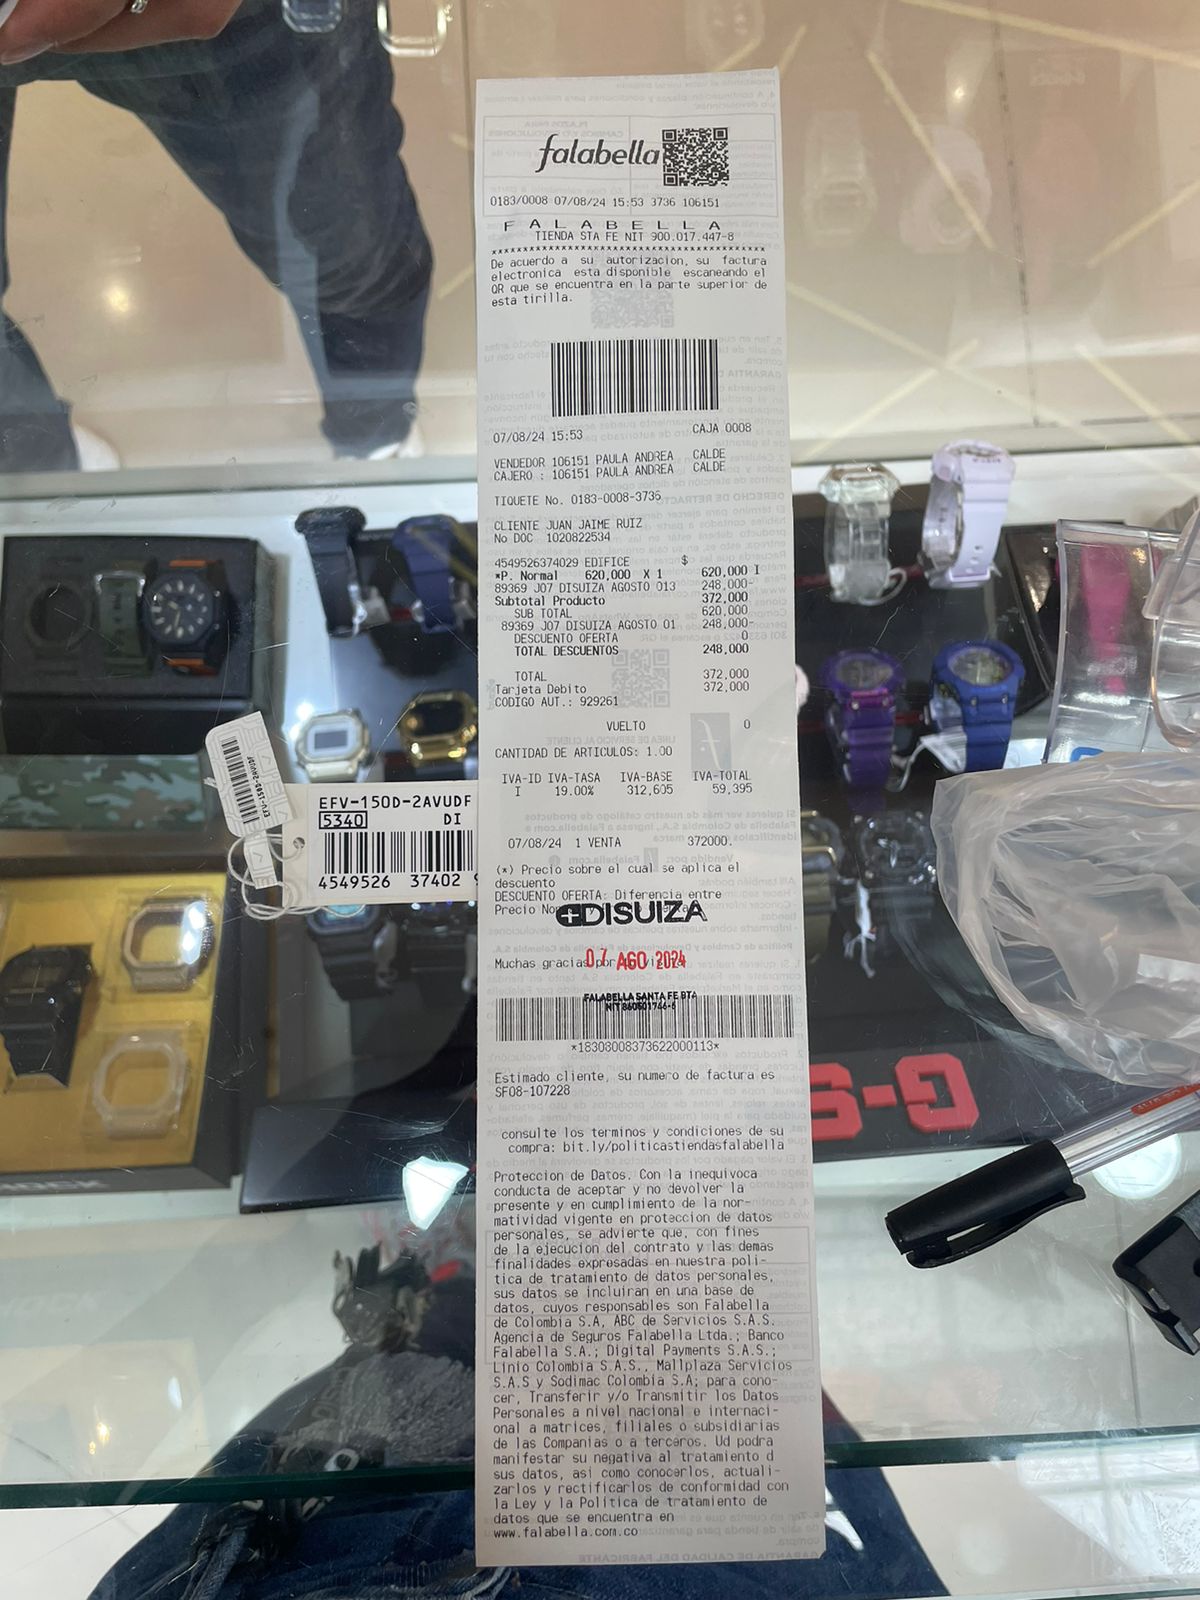 falabella
0183/0008 07/08/24 15:53 3736 106151
F A L A B E L L A
TIENDA STA FE NIT 900.017.447-8
De acuerdo a su autorizacion, su factura
electronica esta disponible escaneando el
QR que se encuentra en la parte superior de
esta tirilla.
07/08/24 15:53 CAJA 0008
VENDEDOR 106151 PAULA ANDREA CALDE
CAJERO : 106151 PAULA ANDREA CALDE
TIQUETE No. 0183-0008-3736
CLIENTE JUAN JAIME RUIZ
No DOC 1020822534
4549526374029 EDIFICE $
*P. Normal 620,000 X 1 620,000 I
89369 J07 DISUIZA AGOSTO 013 248,000-
Subtotal Producto 372,000
SUB TOTAL 620,000
89369 J07 DISUIZA AGOSTO 01 248,000-
DESCUENTO OFERTA 0
TOTAL DESCUENTOS 248,000
TOTAL 372,000
Tarjeta Debito 372,000
CODIGO AUT.: 929261
VUELTO 0
CANTIDAD DE ARTICULOS: 1.00
IVA-ID IVA-TASA IVA-BASE IVA-TOTAL
I 19.00% 312,605 59,395
07/08/24 1 VENTA 372000.
(*) Precio sobre el cual se aplica el
descuento
DESCUENTO OFERTA: Diferencia entre
Precio
DISUIZA
Muchas gracias por
07 AGO 2024
FALABELLA SANTA FE BTA
*18308008373622000113*
Estimado cliente, su numero de factura es
SF08-107228
consulte los terminos y condiciones de su
compra: bit.ly/politicastiendasfalabella
Proteccion de Datos. Con la inequivoca
conducta de aceptar y no devolver la
presente y en cumplimiento de la nor-
matividad vigente en proteccion de datos
personales, se advierte que, con fines
de la ejecucion del contrato y las demas
finalidades expresadas en nuestra poli-
tica de tratamiento de datos personales,
sus datos se incluiran en una base de
datos, cuyos responsables son Falabella
de Colombia S.A, ABC de Servicios S.A.S.
Agencia de Seguros Falabella Ltda.; Banco
Falabella S.A.; Digital Payments S.A.S.;
Linio Colombia S.A.S., Mallplaza Servicios
S.A.S y Sodimac Colombia S.A; para cono-
cer, Transferir y/o Transmitir los Datos
Personales a nivel nacional e internaci-
onal a matrices, filiales o subsidiarias
de las Companias o a terceros. Ud podra
manifestar su negativa al tratamiento d
sus datos, asi como conocerlos, actuali-
zarlos y rectificarlos de conformidad con
la Ley y la Politica de tratamiento de
datos que se encuentra en
www.falabella.com.co
EFV-150D-2AVUDF
5340 DI
4549526 37402
G-S